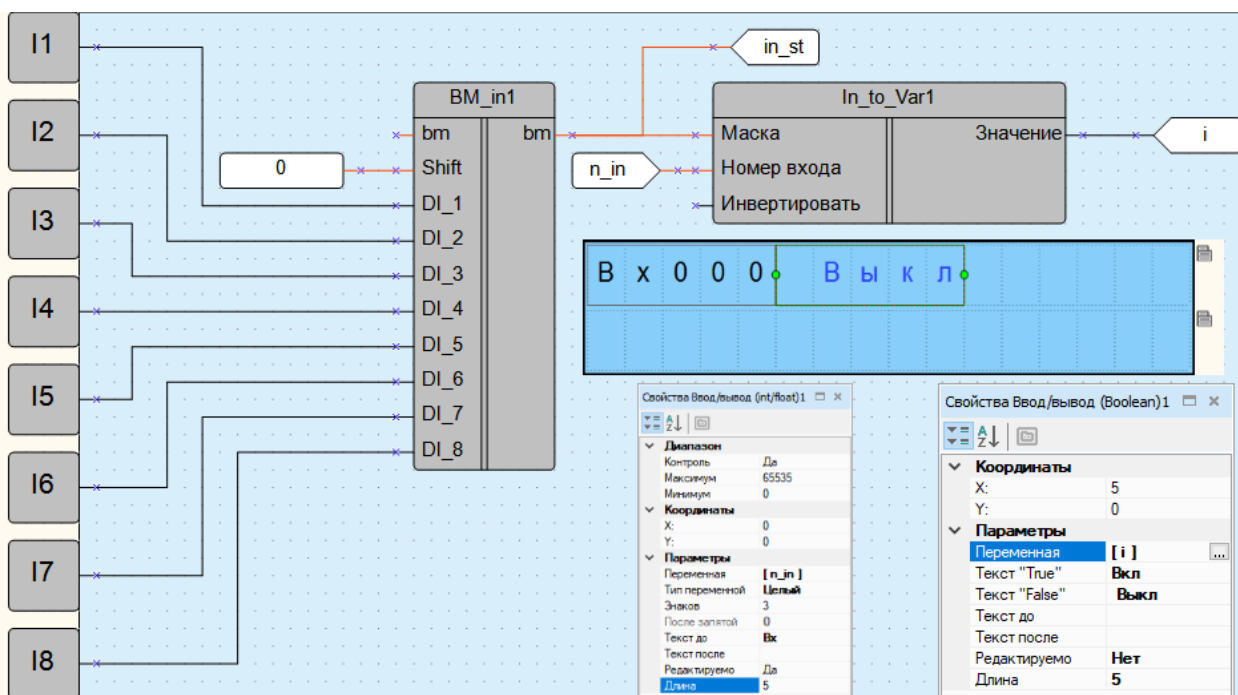 I1
I2
I3
I4
I5
I6
I7
I8
0
BM_in1
bm bm
Shift
DI_1
DI_2
DI_3
DI_4
DI_5
DI_6
DI_7
DI_8
in_st
n_in
In_to_Var1
Маска Значение
Номер входа
Инвертировать
i
Вх000 Выкл
Свойства Ввод/вывод (int/float)1
Диапазон
Контроль Да
Максимум 65535
Минимум 0
Координаты
X: 0
Y: 0
Параметры
Переменная [ n_in ]
Тип переменной Целый
Знаков 3
После запятой 0
Текст до Вх
Текст после
Редактируемо Да
Длина 5
Свойства Ввод/вывод (Boolean)1
Координаты
X: 5
Y: 0
Параметры
Переменная [ i ] ...
Текст "True" Вкл
Текст "False" Выкл
Текст до
Текст после
Редактируемо Нет
Длина 5